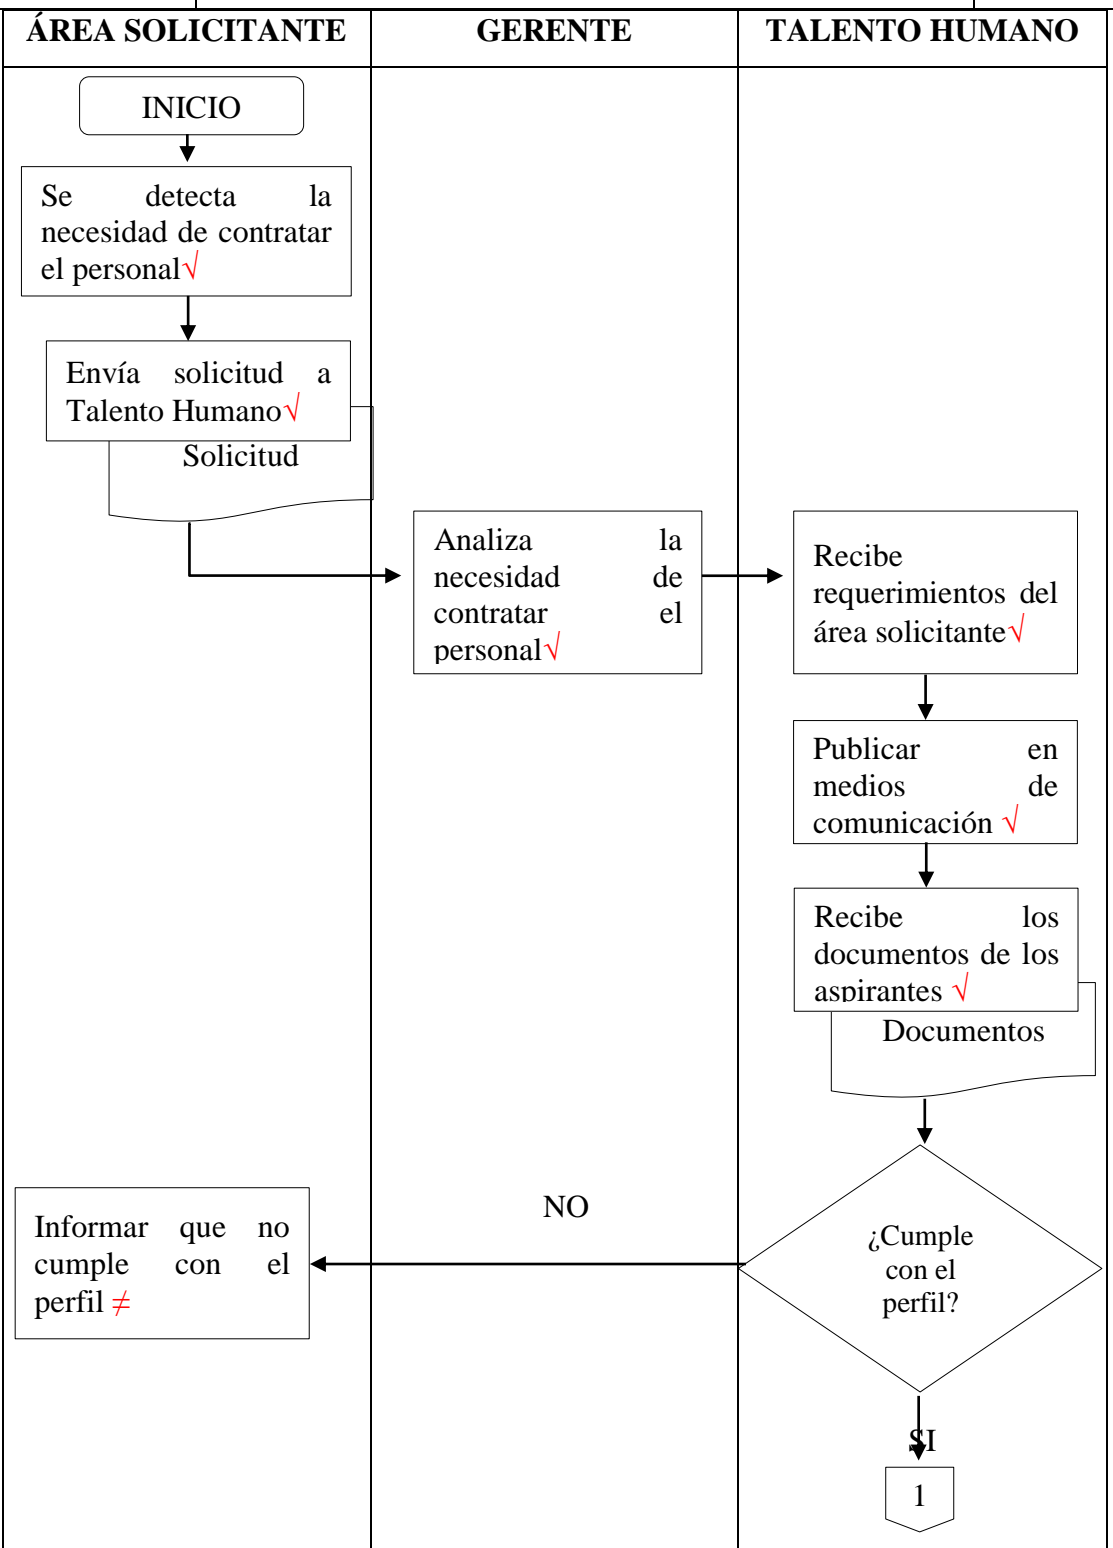 ÁREA SOLICITANTE
GERENTE
TALENTO HUMANO
INICIO
Se detecta la
necesidad de contratar
el personal√
Envía solicitud a
Talento Humano√
Solicitud
Analiza la
necesidad de
contratar el
personal√
Recibe
requerimientos del
área solicitante√
Publicar en
medios de
comunicación √
Recibe los
documentos de los
aspirantes √
Documentos
¿Cumple
con el
perfil?
NO
Informar que no
cumple con el
perfil ≠
SI
1